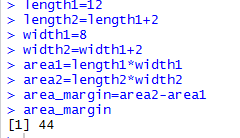 > length1=12
> length2=length1+2
> width1=8
> width2=width1+2
> area1=length1*width1
> area2=length2*width2
> area_margin=area2-area1
> area_margin
[1] 44